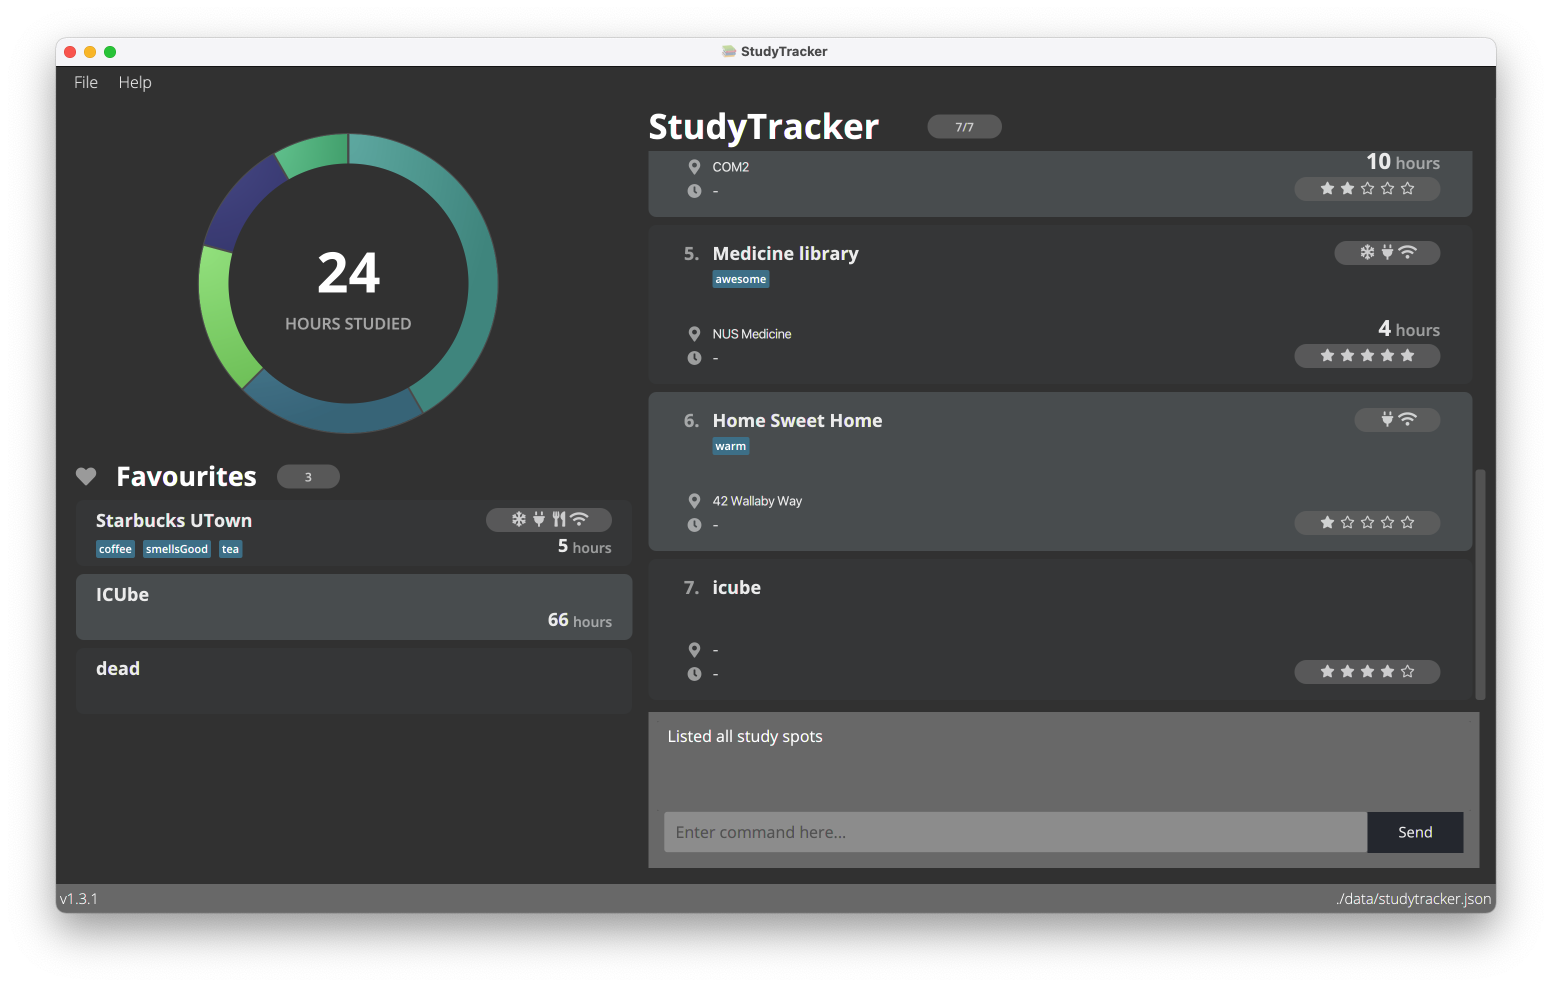 StudyTracker
File Help
24
HOURS STUDIED
Favourites 3
Starbucks UTown
coffee smellsGood tea
5 hours
ICUbe
66 hours
dead
StudyTracker 7/7
COM2
10 hours
-
5. Medicine library
awesome
NUS Medicine
4 hours
-
6. Home Sweet Home
warm
42 Wallaby Way
-
7. icube
-
-
Listed all study spots
Enter command here...
Send
v1.3.1
./data/studytracker.json